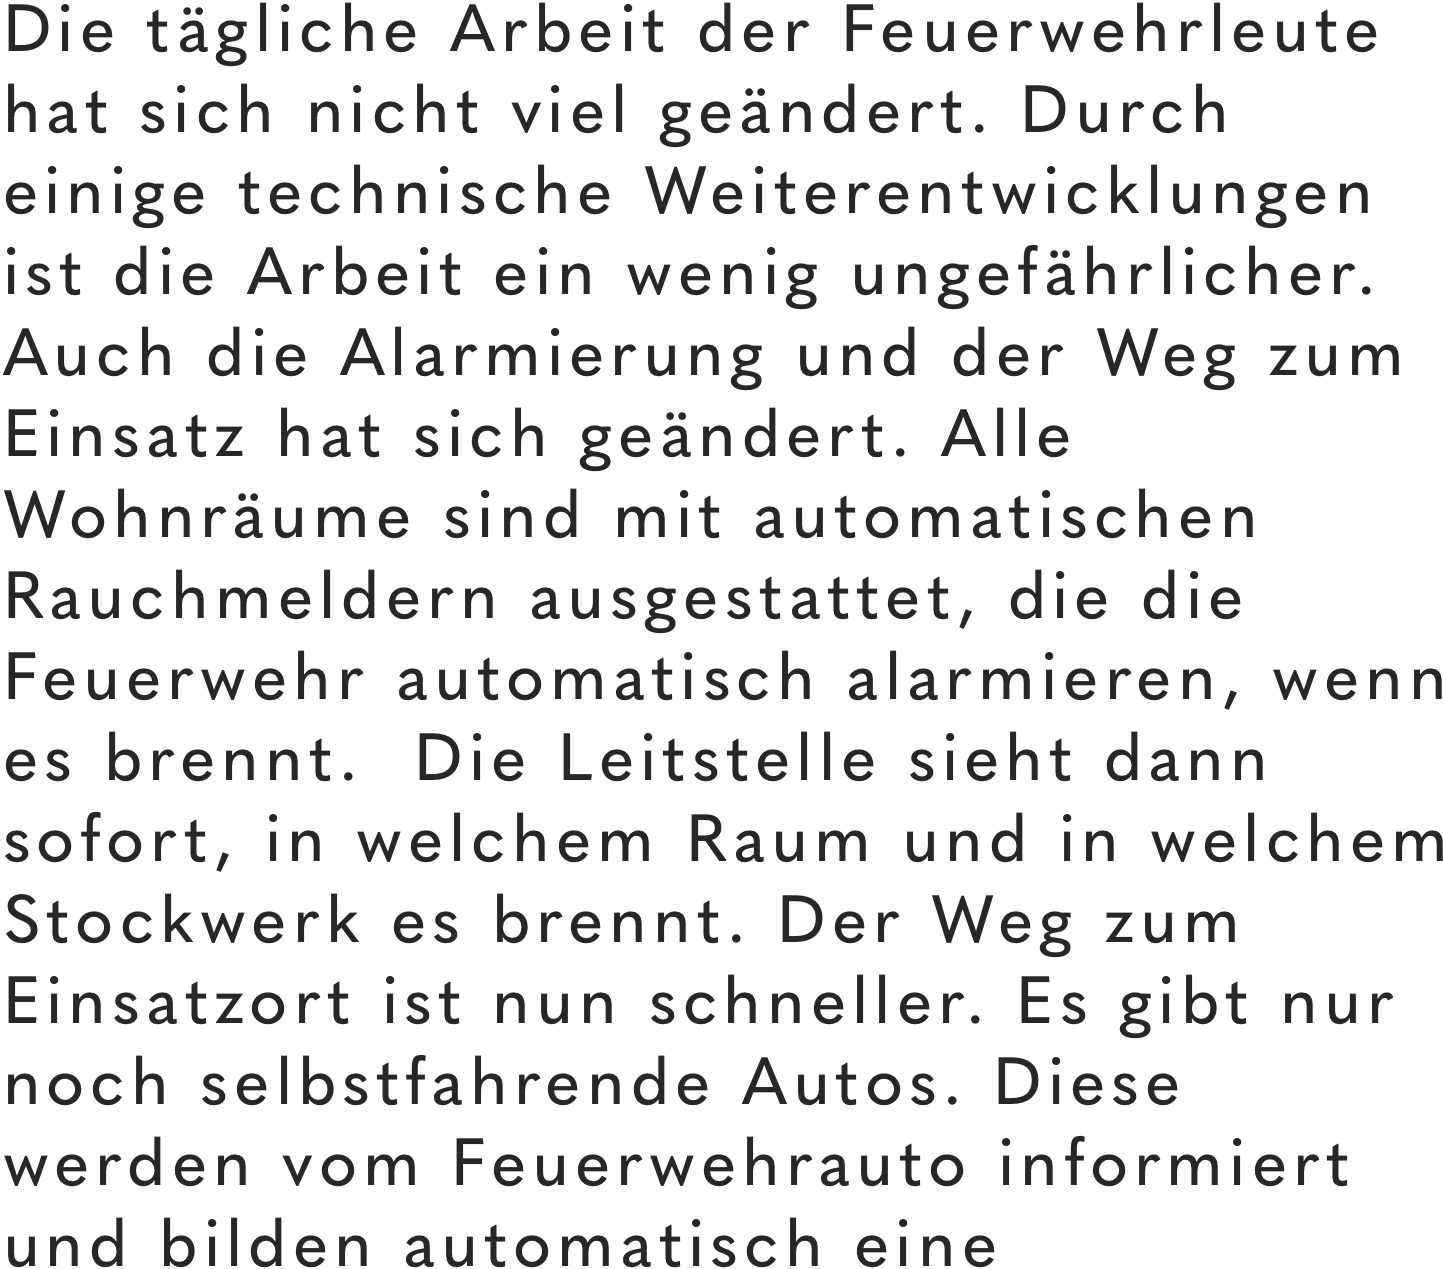 Die tägliche Arbeit der Feuerwehrleute
hat sich nicht viel geändert. Durch
einige technische Weiterentwicklungen
ist die Arbeit ein wenig ungefährlicher.
Auch die Alarmierung und der Weg zum
Einsatz hat sich geändert. Alle
Wohnräume sind mit automatischen
Rauchmeldern ausgestattet, die die
Feuerwehr automatisch alarmieren, wenn
es brennt.  Die Leitstelle sieht dann
sofort, in welchem Raum und in welchem
Stockwerk es brennt. Der Weg zum
Einsatzort ist nun schneller. Es gibt nur
noch selbstfahrende Autos. Diese
werden vom Feuerwehrauto informiert
und bilden automatisch eine